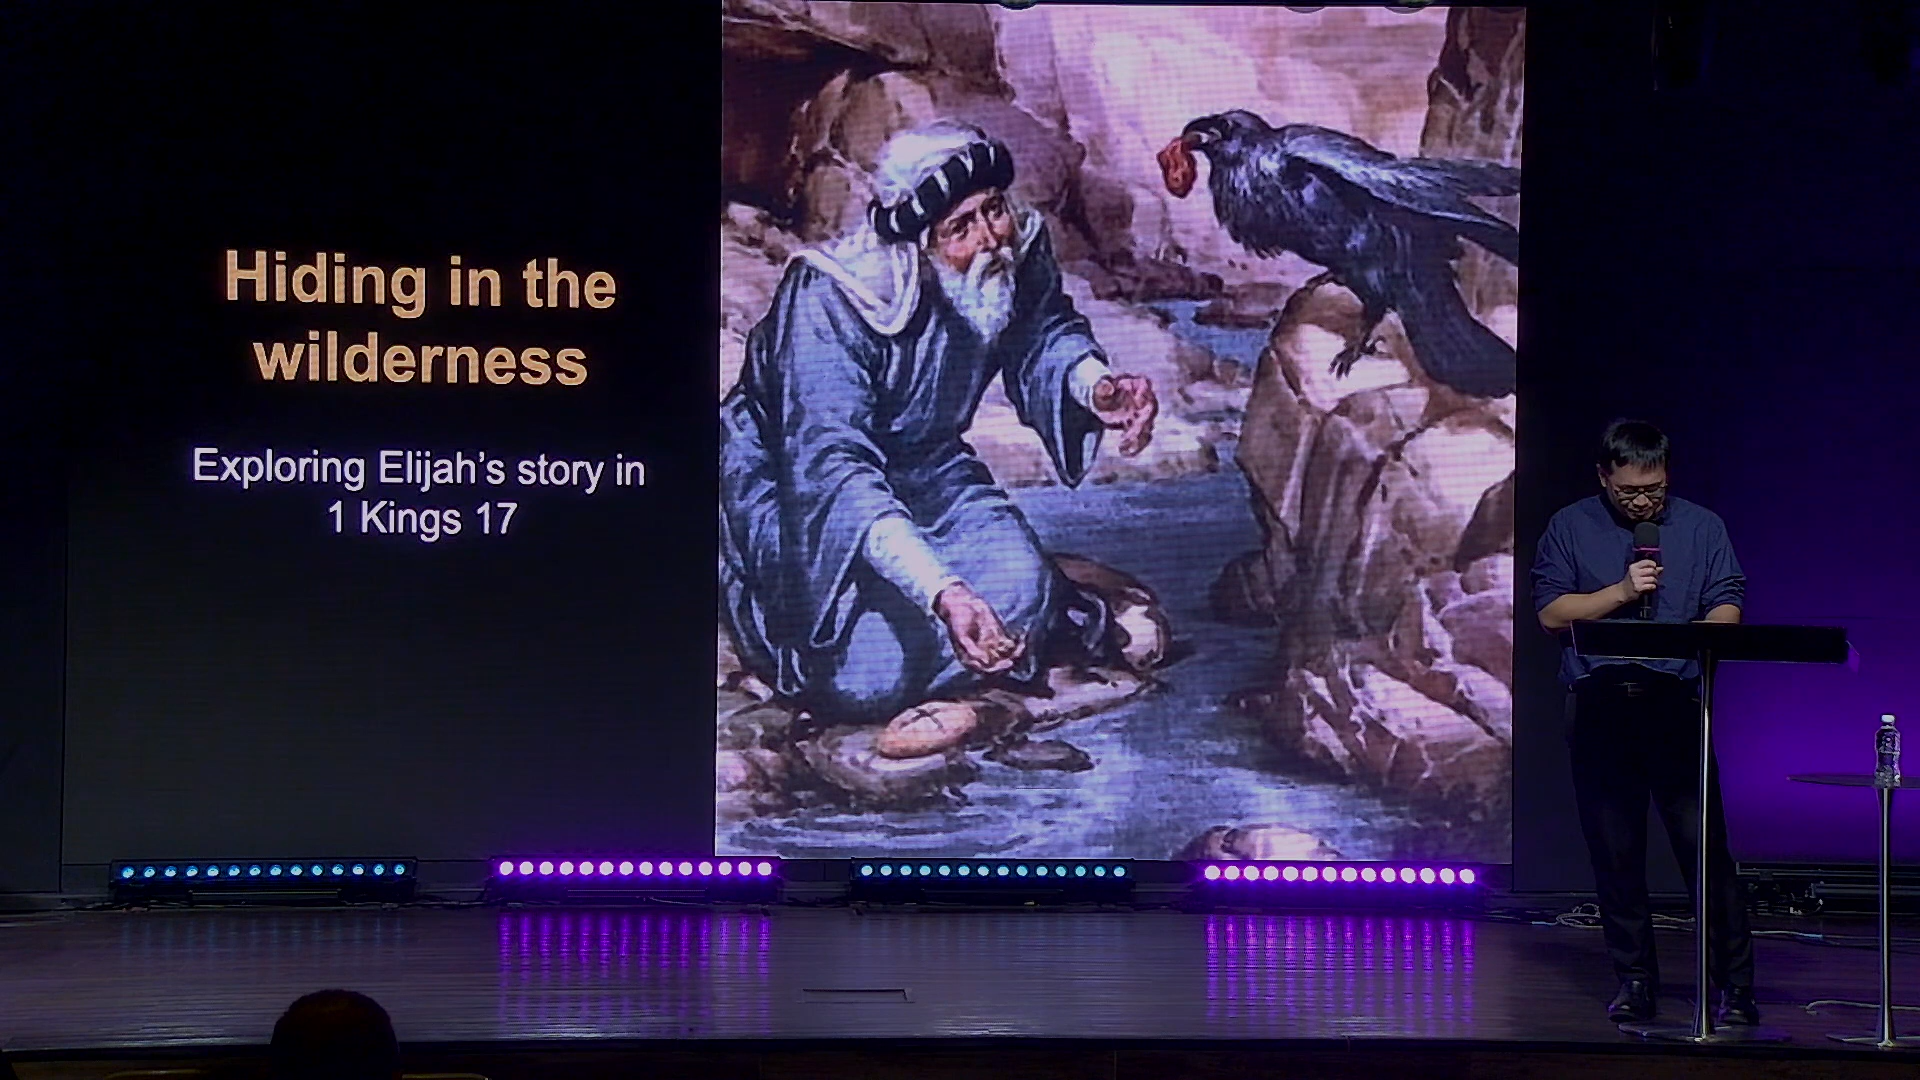 Hiding in the
wilderness
Exploring Elijah’s story in
1 Kings 17